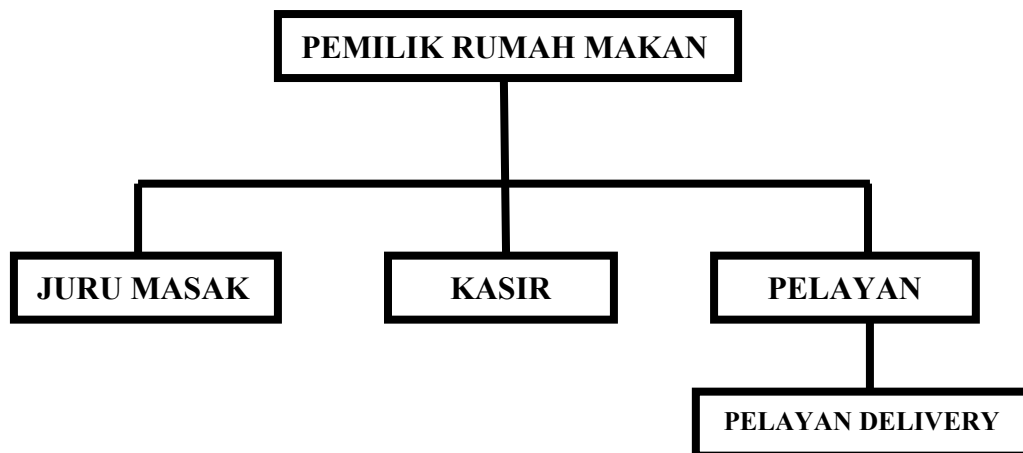 PEMILIK RUMAH MAKAN
JURU MASAK
KASIR
PELAYAN
PELAYAN DELIVERY